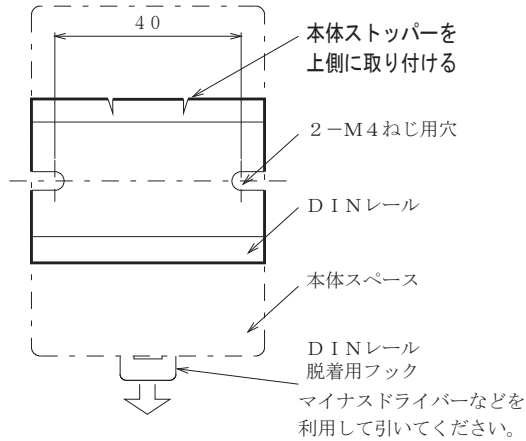 ４０
本体ストッパーを
上側に取り付ける
２－Ｍ４ねじ用穴
ＤＩＮレール
本体スペース
ＤＩＮレール
脱着用フック
マイナスドライバーなどを
利用して引いてください。